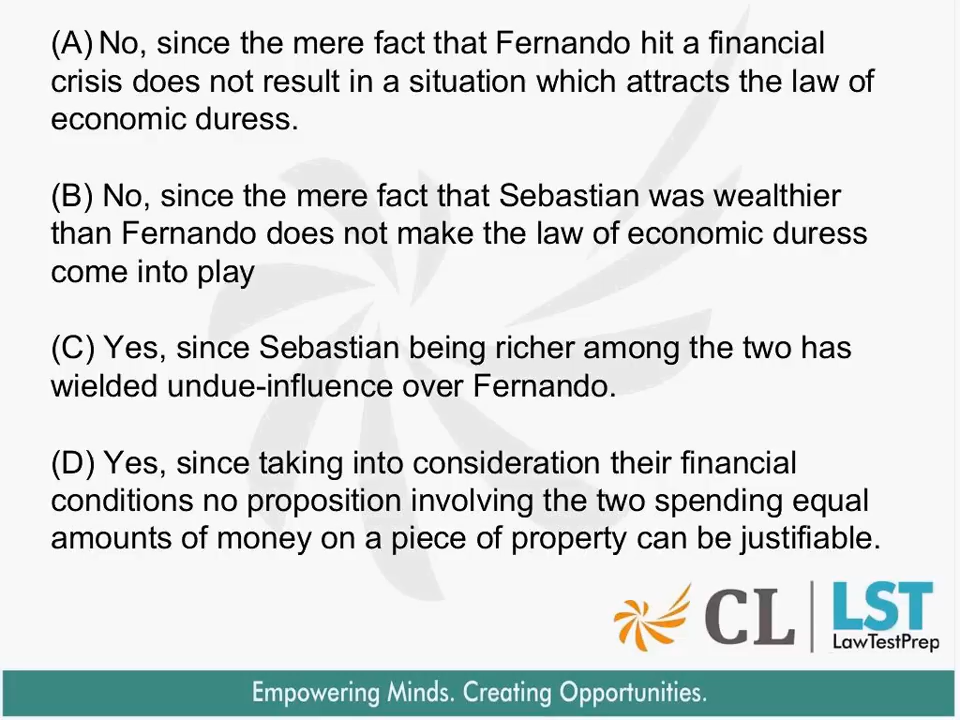 (A) No, since the mere fact that Fernando hit a financial
crisis does not result in a situation which attracts the law of
economic duress.
(B) No, since the mere fact that Sebastian was wealthier
than Fernando does not make the law of economic duress
come into play
(C) Yes, since Sebastian being richer among the two has
wielded undue-influence over Fernando.
(D) Yes, since taking into consideration their financial
conditions no proposition involving the two spending equal
amounts of money on a piece of property can be justifiable.
CL LST
LawTestPrep
Empowering Minds. Creating Opportunities.